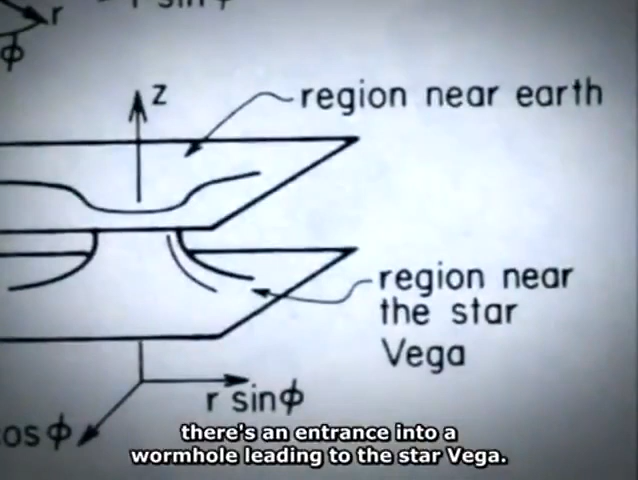 r
ϕ
z
region near earth
region near
the star
Vega
r sinϕ
cos ϕ
there's an entrance into a
wormhole leading to the star Vega.